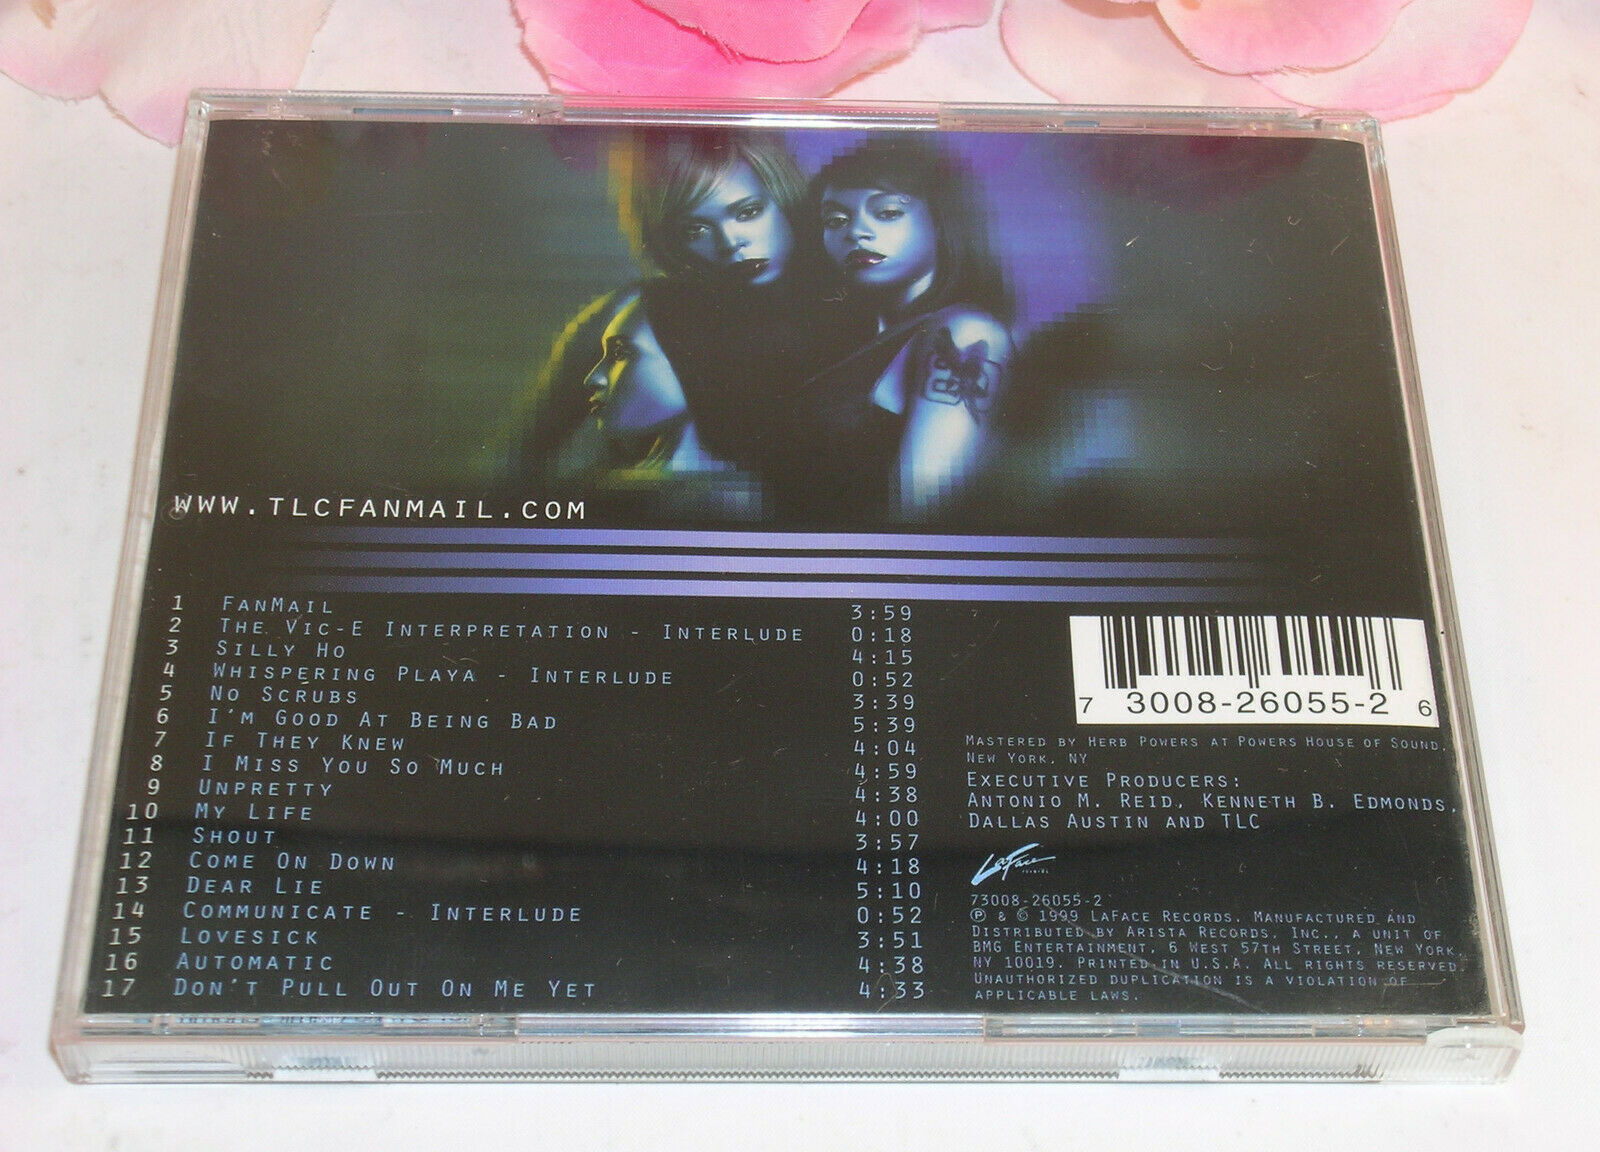 WWW.TLCFANMAIL.COM
1 FANMAIL 3:59
2 THE VIC-E INTERPRETATION - INTERLUDE 0:18
3 SILLY HO 4:15
4 WHISPERING PLAYA - INTERLUDE 0:52
5 NO SCRUBS 3:39
6 I'M GOOD AT BEING BAD 5:39
7 IF THEY KNEW 4:04
8 I MISS YOU SO MUCH 4:59
9 UNPRETTY 4:38
10 MY LIFE 4:00
11 SHOUT 3:57
12 COME ON DOWN 4:18
13 DEAR LIE 5:10
14 COMMUNICATE - INTERLUDE 0:52
15 LOVESICK 3:51
16 AUTOMATIC 4:38
17 DON'T PULL OUT ON ME YET 4:33
7 3008-26055-2 6
MASTERED BY HERB POWERS AT POWERS HOUSE OF SOUND,
NEW YORK, NY
EXECUTIVE PRODUCERS:
ANTONIO M. REID, KENNETH B. EDMONDS,
DALLAS AUSTIN AND TLC
LaFace
RECORDS
73008-26055-2
℗ & © 1999 LAFACE RECORDS. MANUFACTURED AND
DISTRIBUTED BY ARISTA RECORDS, INC., A UNIT OF
BMG ENTERTAINMENT, 6 WEST 57TH STREET, NEW YORK,
NY 10019. PRINTED IN U.S.A. ALL RIGHTS RESERVED.
UNAUTHORIZED DUPLICATION IS A VIOLATION OF
APPLICABLE LAWS.